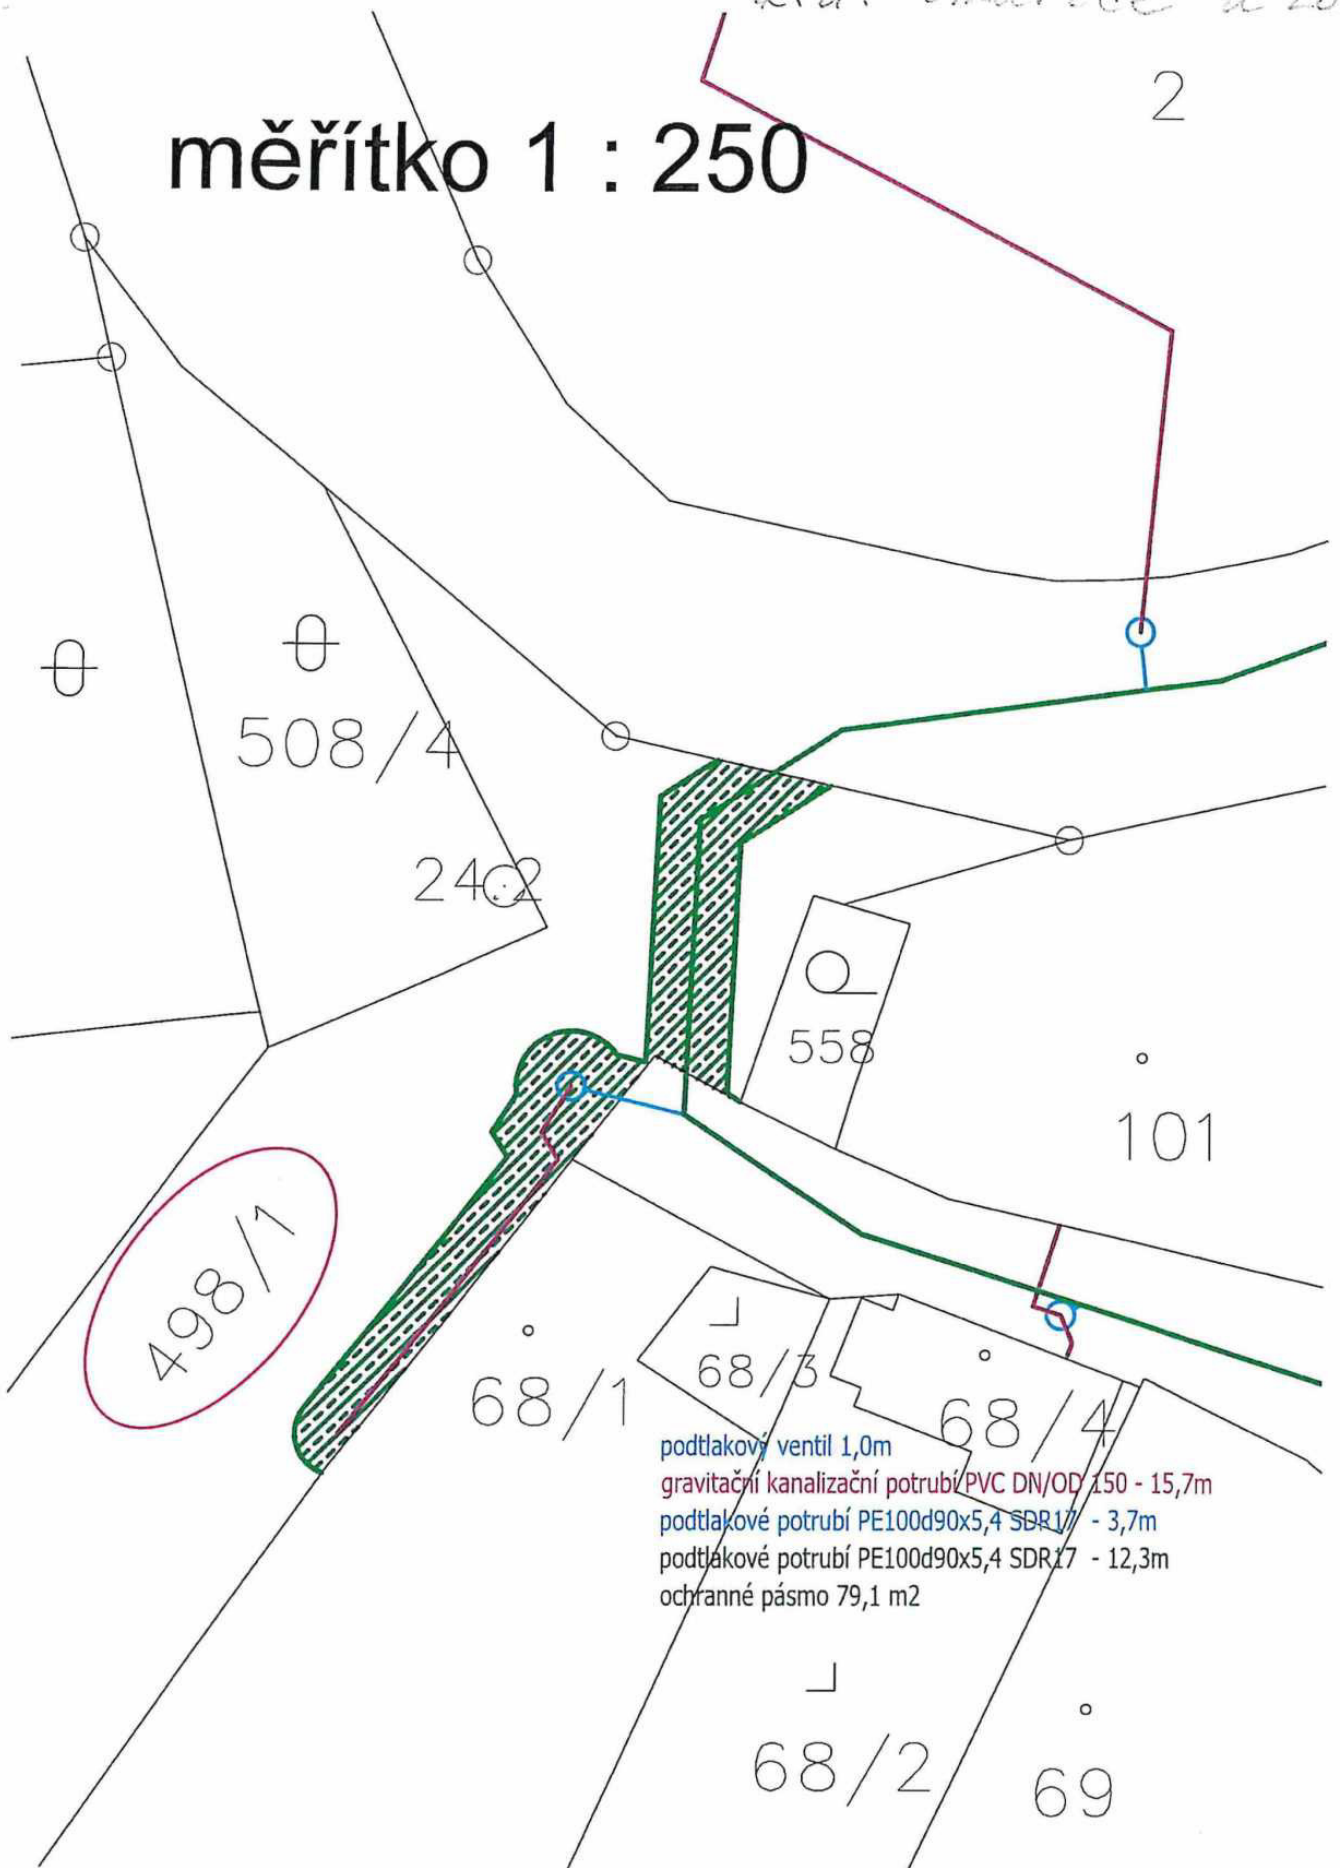 2
měřítko 1 : 250
508/4
242
558
101
498/1
68/3
68/1
68/4
podtlakový ventil 1,0m
gravitační kanalizační potrubí PVC DN/OD 150 - 15,7m
podtlakové potrubí PE100d90x5,4 SDR17 - 3,7m
podtlakové potrubí PE100d90x5,4 SDR17 - 12,3m
ochranné pásmo 79,1 m2
68/2
69